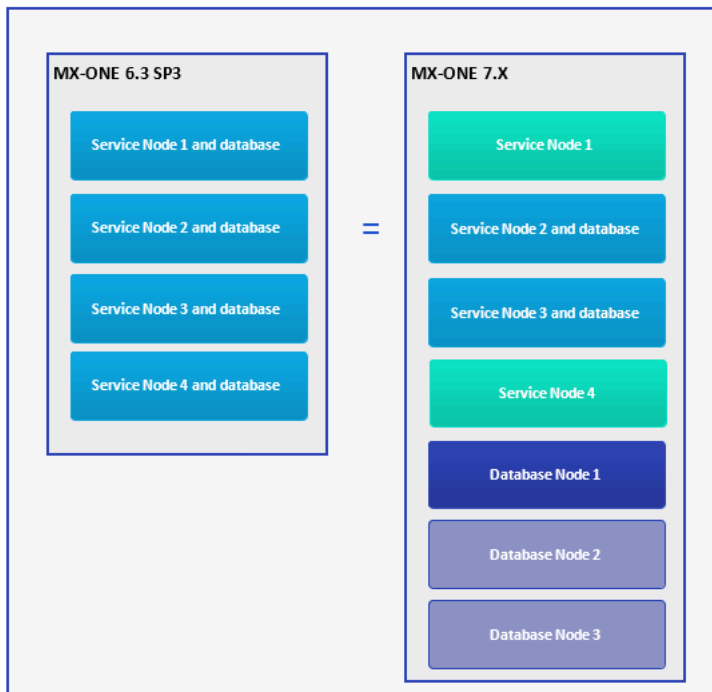 MX-ONE 6.3 SP3
Service Node 1 and database
Service Node 2 and database
Service Node 3 and database
Service Node 4 and database
=
MX-ONE 7.X
Service Node 1
Service Node 2 and database
Service Node 3 and database
Service Node 4
Database Node 1
Database Node 2
Database Node 3